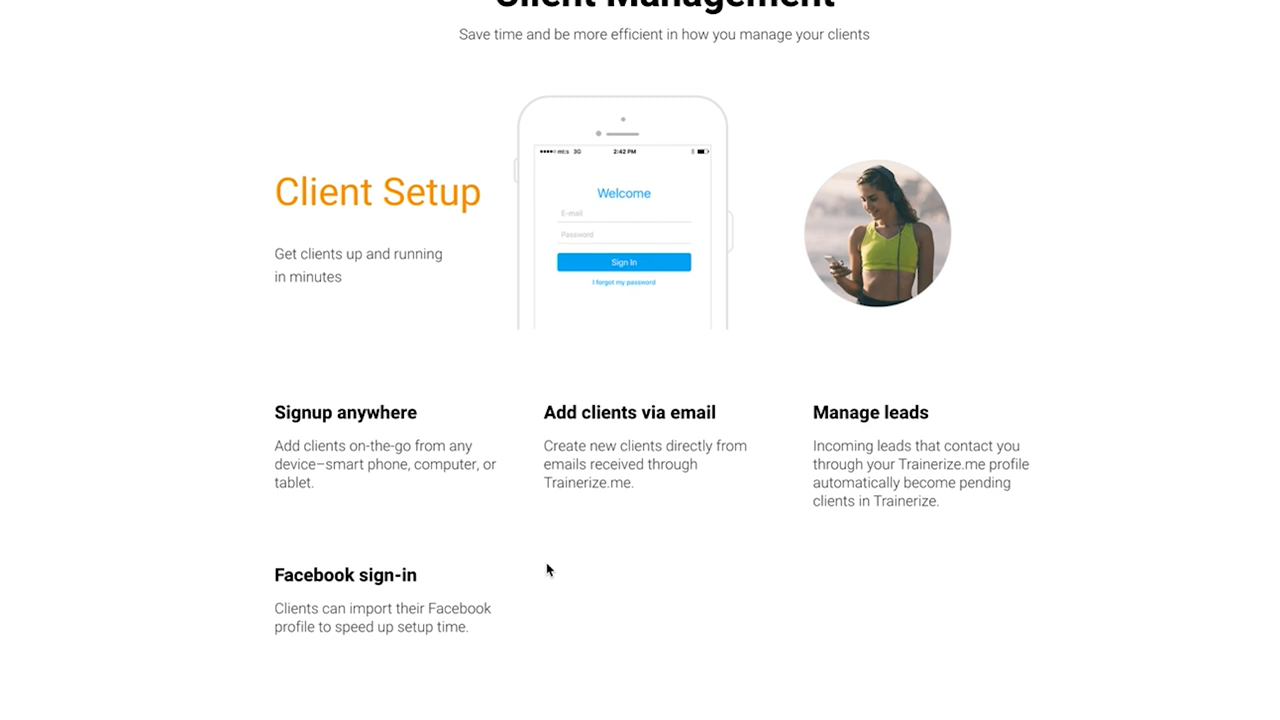 Client Management
Save time and be more efficient in how you manage your clients
3G
2:42 PM
Client Setup
Welcome
E-mail
Password
Get clients up and running
in minutes
Sign In
I forgot my password
Signup anywhere
Add clients on-the-go from any
device–smart phone, computer, or
tablet.
Add clients via email
Create new clients directly from
emails received through
Trainerize.me.
Manage leads
Incoming leads that contact you
through your Trainerize.me profile
automatically become pending
clients in Trainerize.
Facebook sign-in
Clients can import their Facebook
profile to speed up setup time.